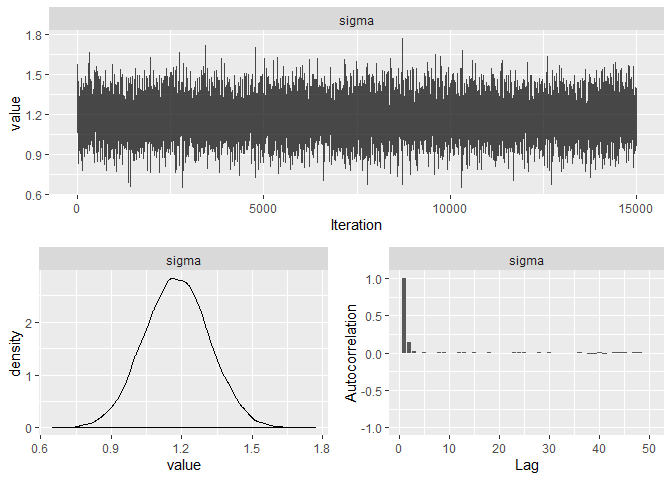 sigma
1.8
1.5
1.2
0.9
0.6
value
0 5000 10000 15000
Iteration
sigma
2
0
density
0.6 0.9 1.2 1.5 1.8
value
sigma
1.0
0.5
0.0
-0.5
-1.0
Autocorrelation
0 10 20 30 40 50
Lag